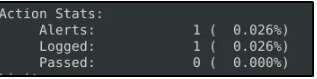 Action Stats:
     Alerts:            1 (  0.026%)
     Logged:            1 (  0.026%)
     Passed:            0 (  0.000%)